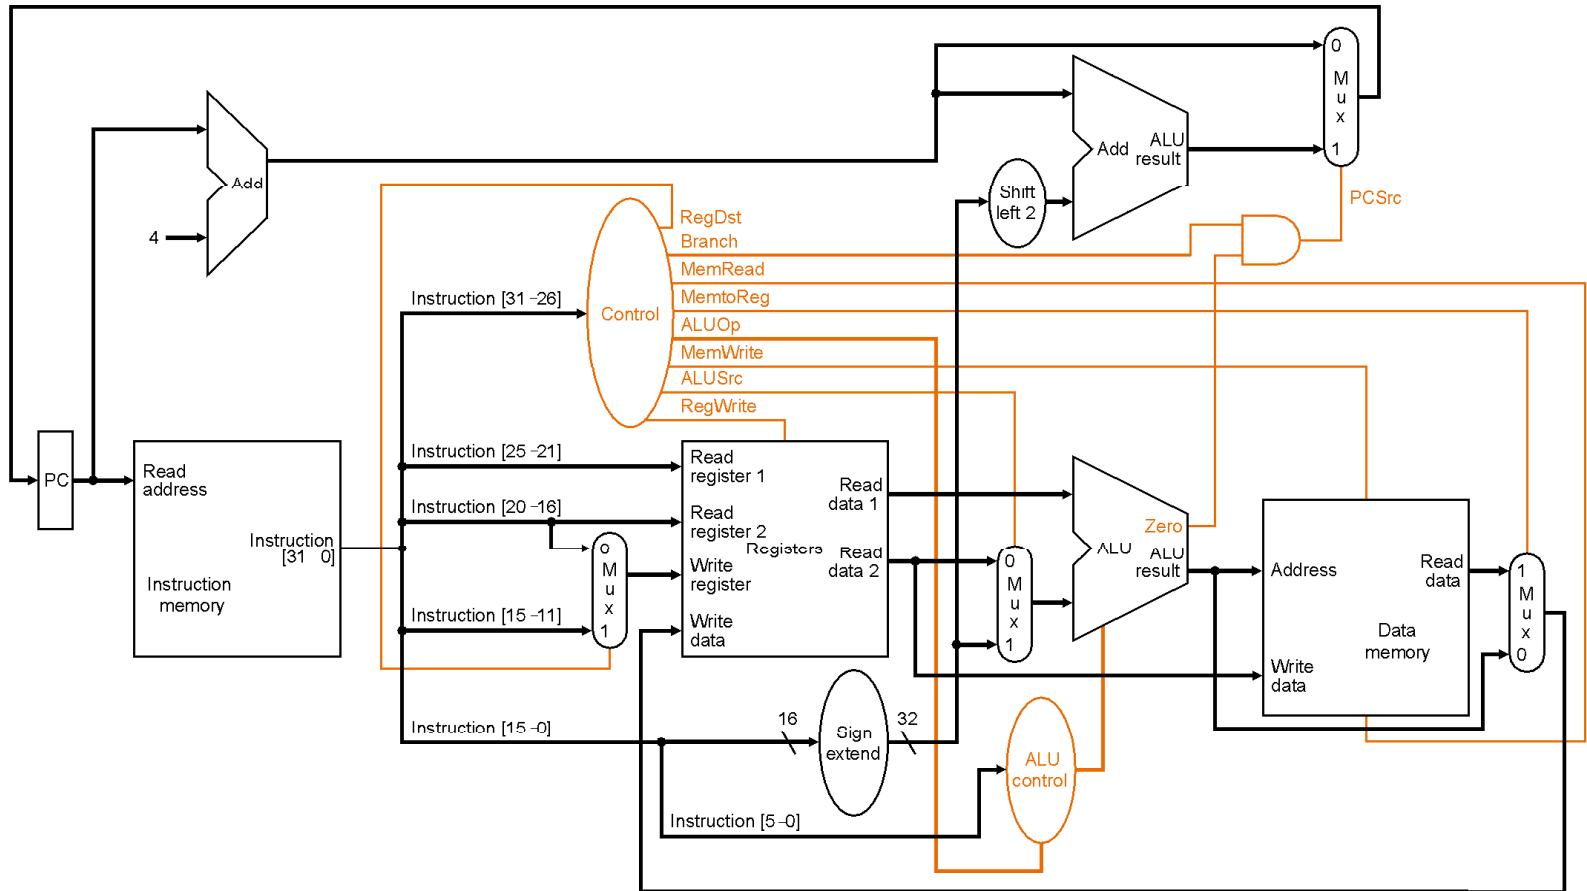 0
M
u
x
1
Add
ALU
result
Add
4
Shift
left 2
PCSrc
RegDst
Branch
MemRead
MemtoReg
ALUOp
MemWrite
ALUSrc
RegWrite
Control
Instruction [31–26]
Instruction [25–21]
Instruction [20–16]
Instruction [15–11]
Instruction [15–0]
Instruction [5–0]
PC
Read
address
Instruction
[31 0]
Instruction
memory
0
M
u
x
1
Read
register 1
Read
register 2
Write
register
Write
data
Registers
Read
data 1
Read
data 2
0
M
u
x
1
Zero
ALU
ALU
result
Address
Write
data
Read
data
Data
memory
1
M
u
x
0
16
Sign
extend
32
ALU
control